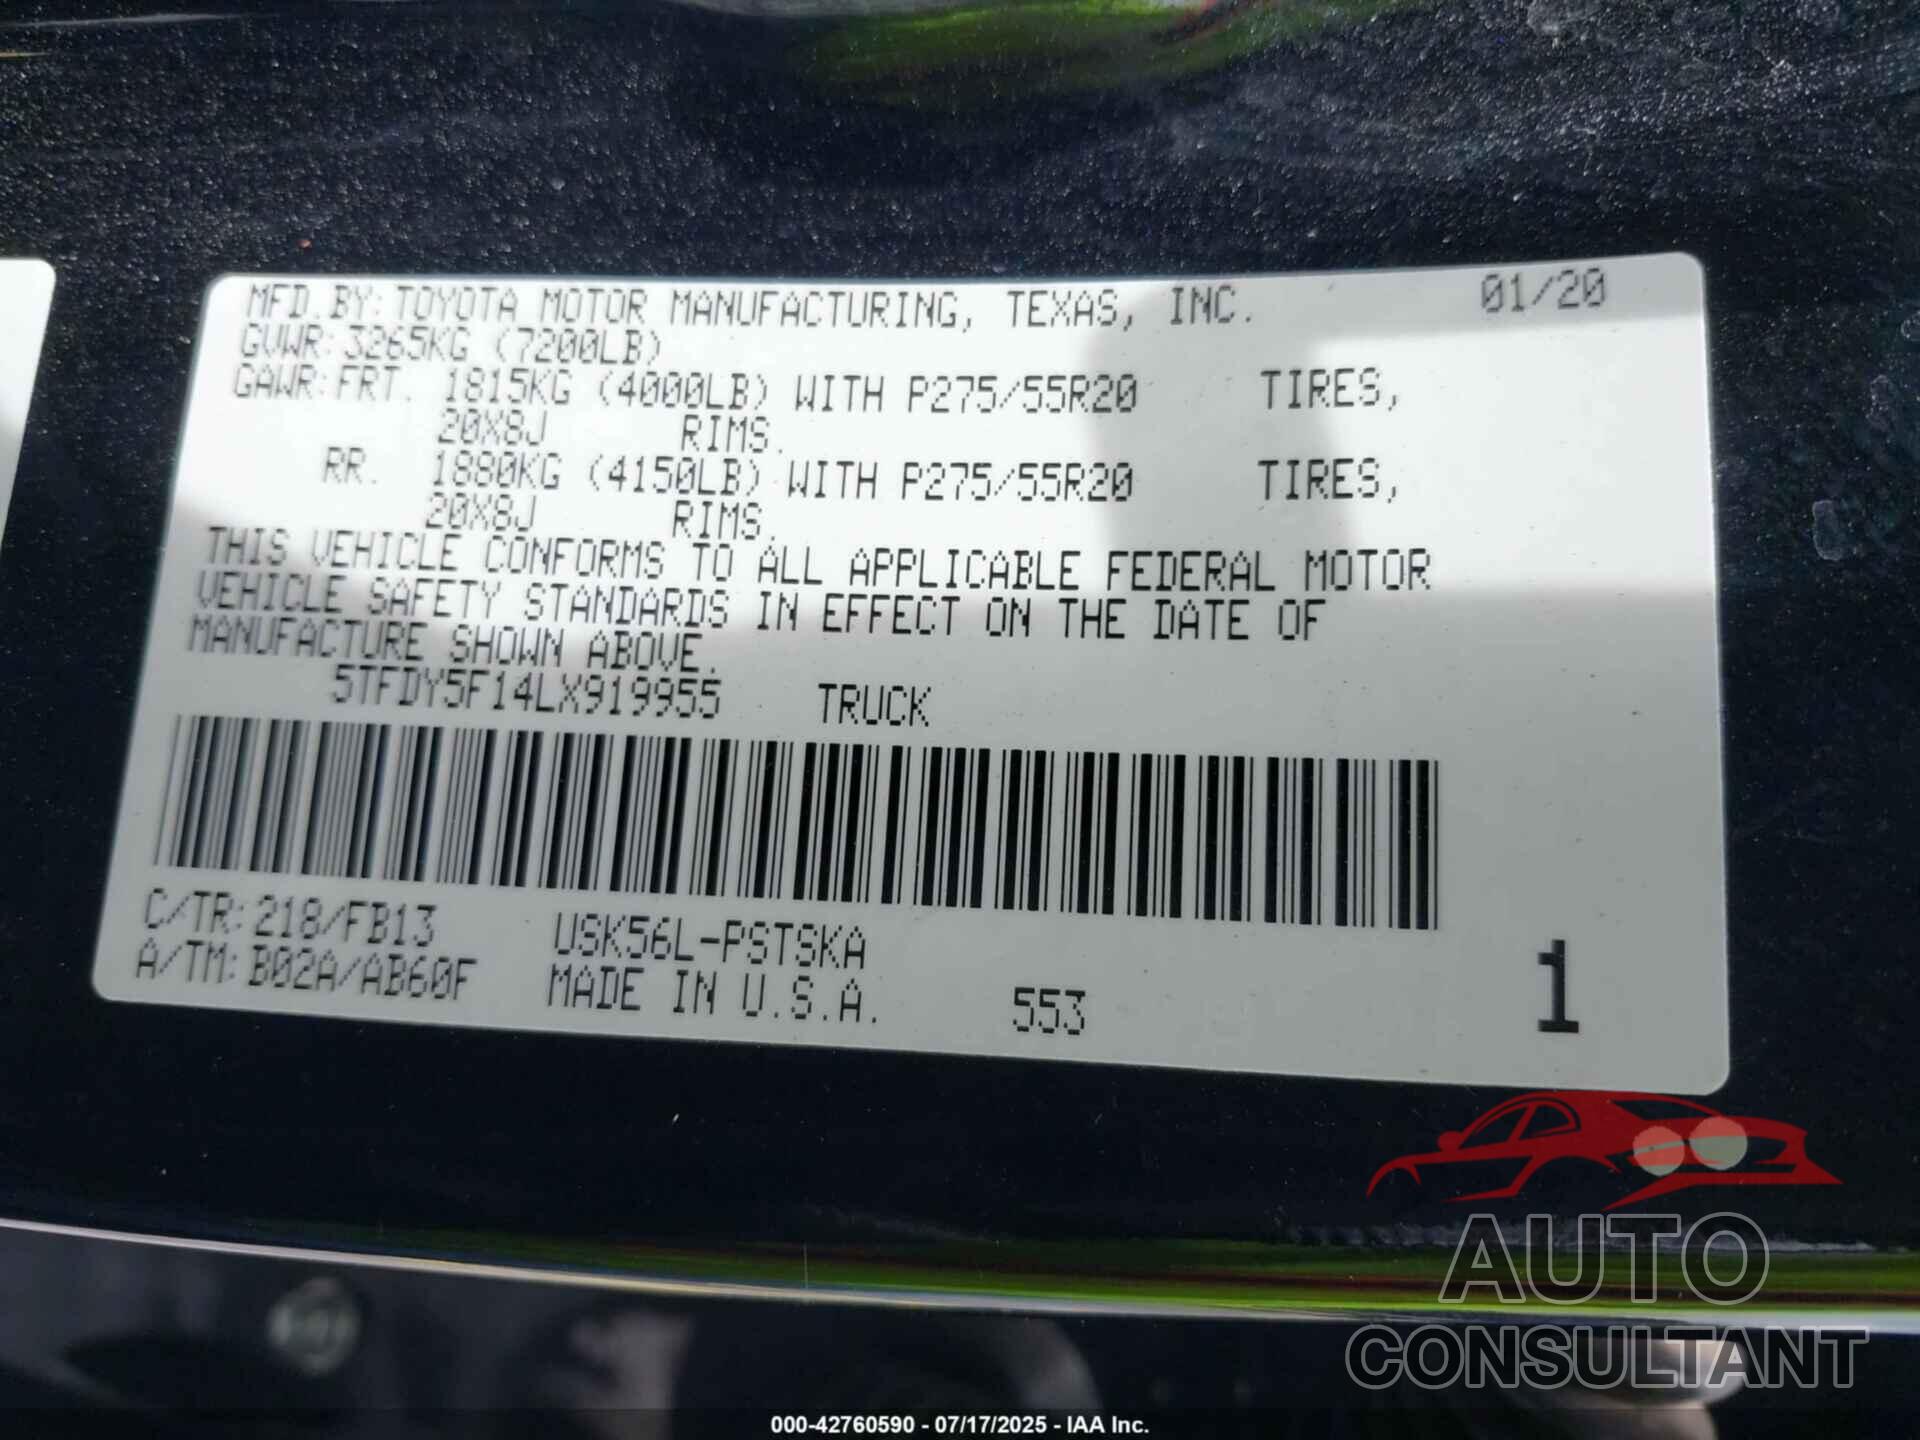 MFD.BY:TOYOTA MOTOR MANUFACTURING, TEXAS, INC. 01/20
GVWR:3265KG (7200LB)
GAWR:FRT. 1815KG (4000LB) WITH P275/55R20 TIRES,
20X8J RIMS.
RR. 1880KG (4150LB) WITH P275/55R20 TIRES,
20X8J RIMS.
THIS VEHICLE CONFORMS TO ALL APPLICABLE FEDERAL MOTOR
VEHICLE SAFETY STANDARDS IN EFFECT ON THE DATE OF
MANUFACTURE SHOWN ABOVE.
5TFDY5F14LX919955 TRUCK
C/TR:218/FB13 USK56L-PSTSKA
A/TM:B02A/AB60F MADE IN U.S.A. 553 1
AUTO
CONSULTANT
000-42760590 - 07/17/2025 - IAA Inc.